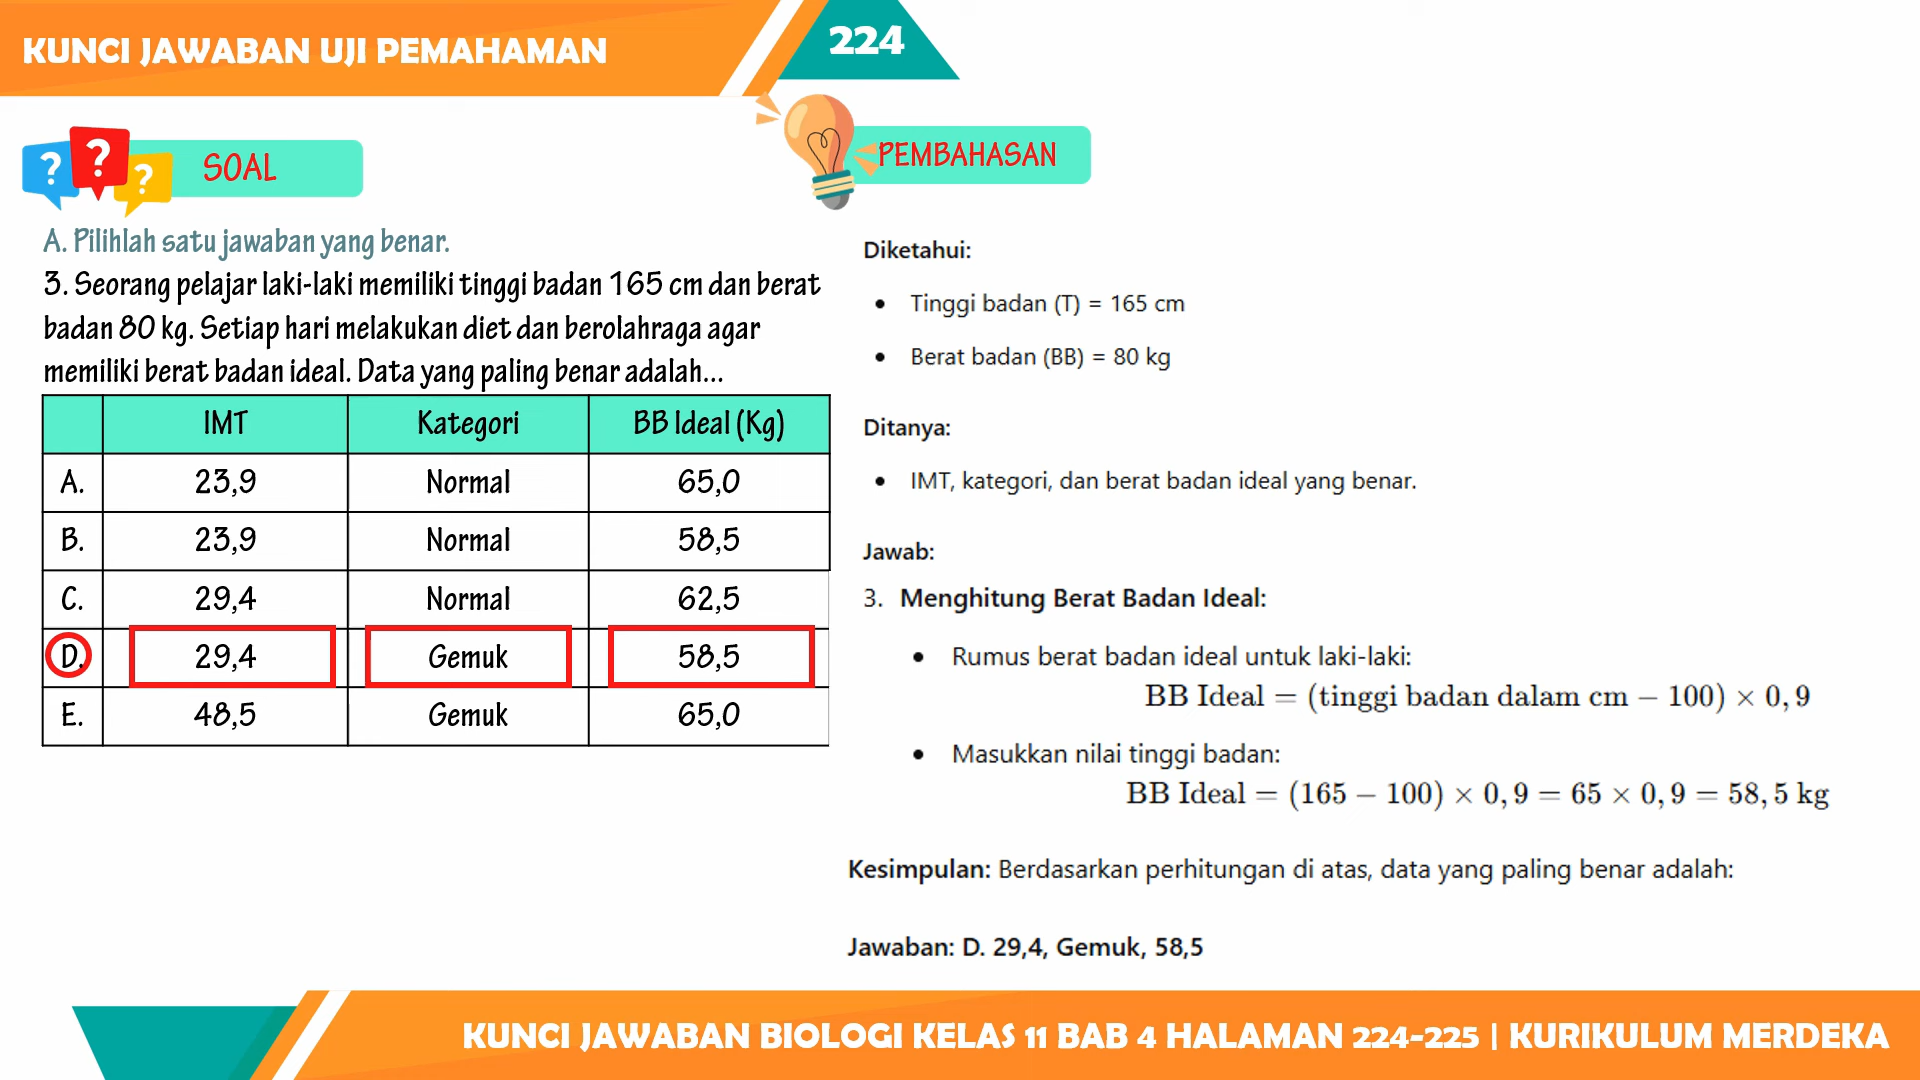 KUNCI JAWABAN UJI PEMAHAMAN
224
? ? ?
SOAL
A. Pilihlah satu jawaban yang benar.
3. Seorang pelajar laki-laki memiliki tinggi badan 165 cm dan berat
badan 80 kg. Setiap hari melakukan diet dan berolahraga agar
memiliki berat badan ideal. Data yang paling benar adalah...
IMT Kategori BB Ideal (Kg)
A. 23,9 Normal 65,0
B. 23,9 Normal 58,5
C. 29,4 Normal 62,5
D. 29,4 Gemuk 58,5
E. 48,5 Gemuk 65,0
PEMBAHASAN
Diketahui:
• Tinggi badan (T) = 165 cm
• Berat badan (BB) = 80 kg
Ditanya:
• IMT, kategori, dan berat badan ideal yang benar.
Jawab:
3. Menghitung Berat Badan Ideal:
• Rumus berat badan ideal untuk laki-laki:
BB Ideal = (tinggi badan dalam cm − 100) × 0,9
• Masukkan nilai tinggi badan:
BB Ideal = (165 − 100) × 0,9 = 65 × 0,9 = 58,5 kg
Kesimpulan: Berdasarkan perhitungan di atas, data yang paling benar adalah:
Jawaban: D. 29,4, Gemuk, 58,5
KUNCI JAWABAN BIOLOGI KELAS 11 BAB 4 HALAMAN 224-225 | KURIKULUM MERDEKA